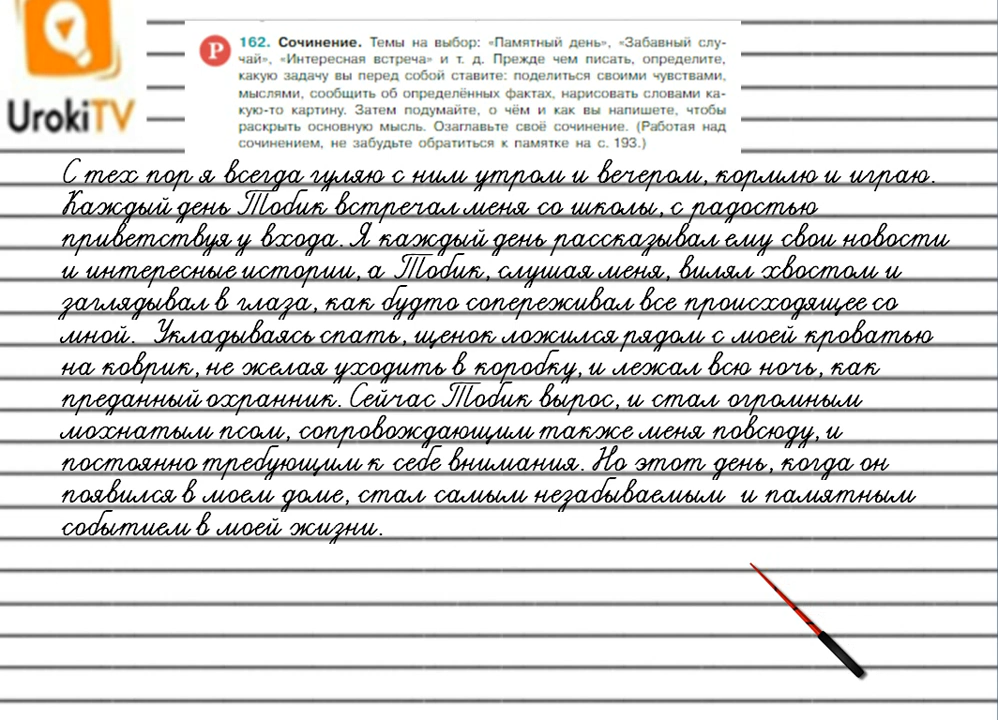 UrokiTV
Р
162. Сочинение. Темы на выбор: «Памятный день», «Забавный слу-
чай», «Интересная встреча» и т. д. Прежде чем писать, определите,
какую задачу вы перед собой ставите: поделиться своими чувствами,
мыслями, сообщить об определённых фактах, нарисовать словами ка-
кую-то картину. Затем подумайте, о чём и как вы напишете, чтобы
раскрыть основную мысль. Озаглавьте своё сочинение. (Работая над
сочинением, не забудьте обратиться к памятке на с. 193.)
С тех пор я всегда гуляю с ним утром и вечером, кормлю и играю.
Каждый день Тобик встречал меня со школы, с радостью
приветствуя у входа. Я каждый день рассказывал ему свои новости
и интересные истории, а Тобик, слушая меня, вилял хвостом и
заглядывал в глаза, как будто сопереживал все происходящее со
мной. Укладываясь спать, щенок ложился рядом с моей кроватью
на коврик, не желая уходить в коробку, и лежал всю ночь, как
преданный охранник. Сейчас Тобик вырос, и стал огромным
мохнатым псом, сопровождающим также меня повсюду, и
постоянно требующим к себе внимания. Но этот день, когда он
появился в моем доме, стал самым незабываемым и памятным
событием в моей жизни.